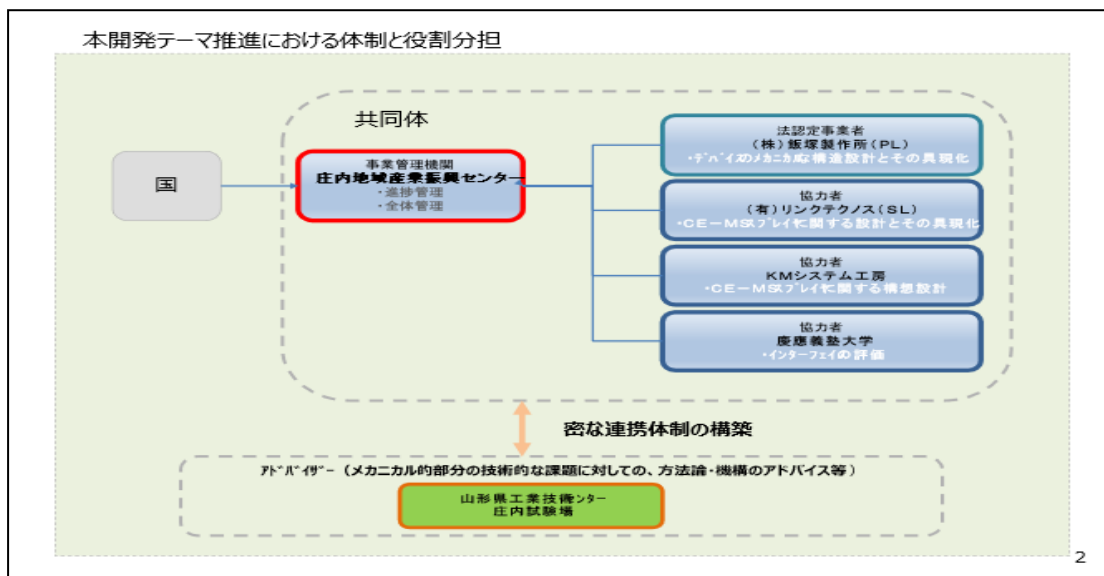 本開発テーマ推進における体制と役割分担
共同体
国
事業管理機関
庄内地域産業振興センター
・進捗管理
・全体管理
法認定事業者
(株)飯塚製作所(PL)
・ﾃﾞﾊﾞｲｽのメカニカルな構造設計とその具現化
協力者
(有)リンクテクノス(SL)
・CE－MSスプレイヤに関する設計とその具現化
協力者
KMシステム工房
・CE－MSスプレイヤに関する構想設計
協力者
慶應義塾大学
・インターフェイスの評価
密な連携体制の構築
ｱﾄﾞﾊﾞｲｻﾞｰ（メカニカル的部分の技術的な課題に対しての、方法論・機構のアドバイス等）
山形県工業技術センター
庄内試験場
2